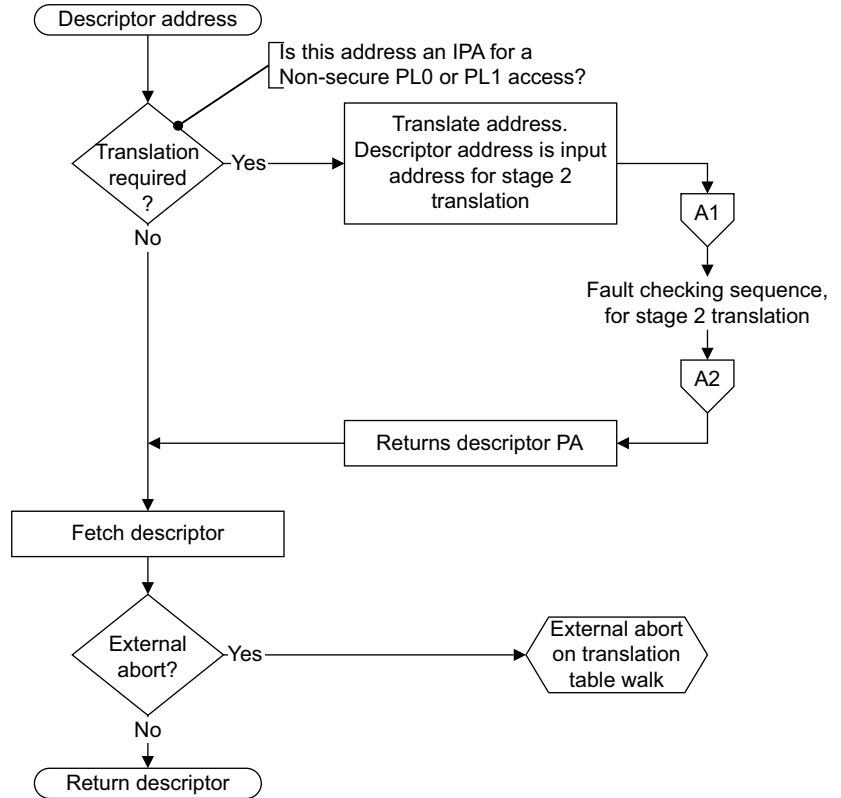 Descriptor address
Is this address an IPA for a
Non-secure PL0 or PL1 access?
Translation
required
?
Yes
No
Translate address.
Descriptor address is input
address for stage 2
translation
A1
Fault checking sequence,
for stage 2 translation
A2
Returns descriptor PA
Fetch descriptor
External
abort?
Yes
No
External abort
on translation
table walk
Return descriptor